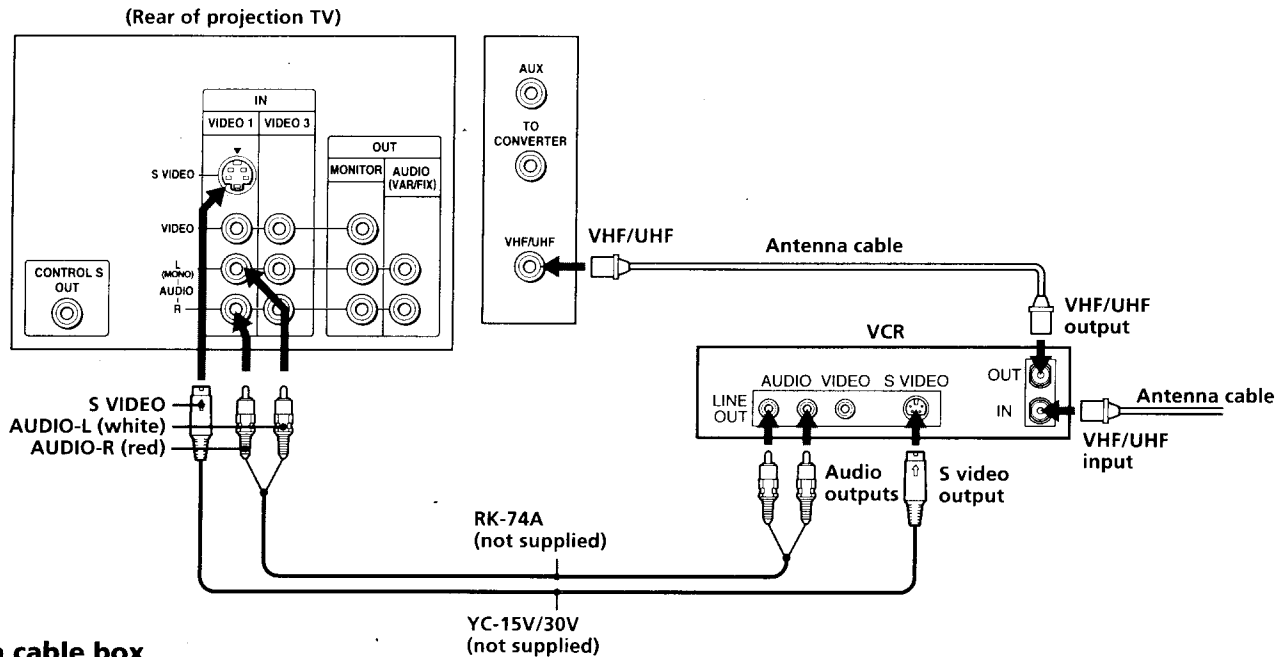 (Rear of projection TV)
IN
VIDEO 1 VIDEO 3
S VIDEO
VIDEO
L
(MONO)
AUDIO
R
OUT
MONITOR AUDIO
(VAR/FIX)
CONTROL S
OUT
AUX
TO
CONVERTER
VHF/UHF
VHF/UHF
Antenna cable
VHF/UHF
output
VCR
AUDIO VIDEO S VIDEO
LINE
OUT
OUT
IN
Antenna cable
VHF/UHF
input
S VIDEO
AUDIO-L (white)
AUDIO-R (red)
Audio
outputs
S video
output
RK-74A
(not supplied)
YC-15V/30V
(not supplied)
cable box